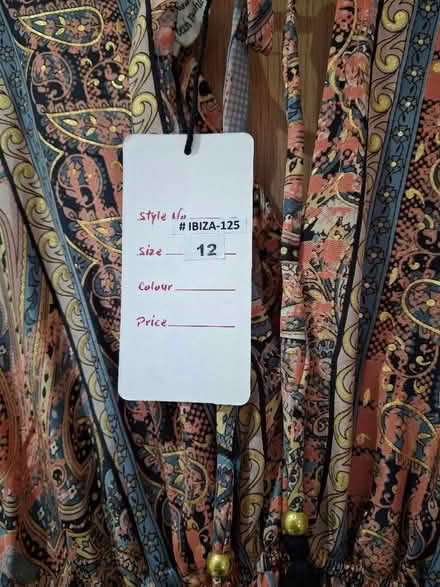 Style No
# IBIZA-125
Size 12
Colour
Price